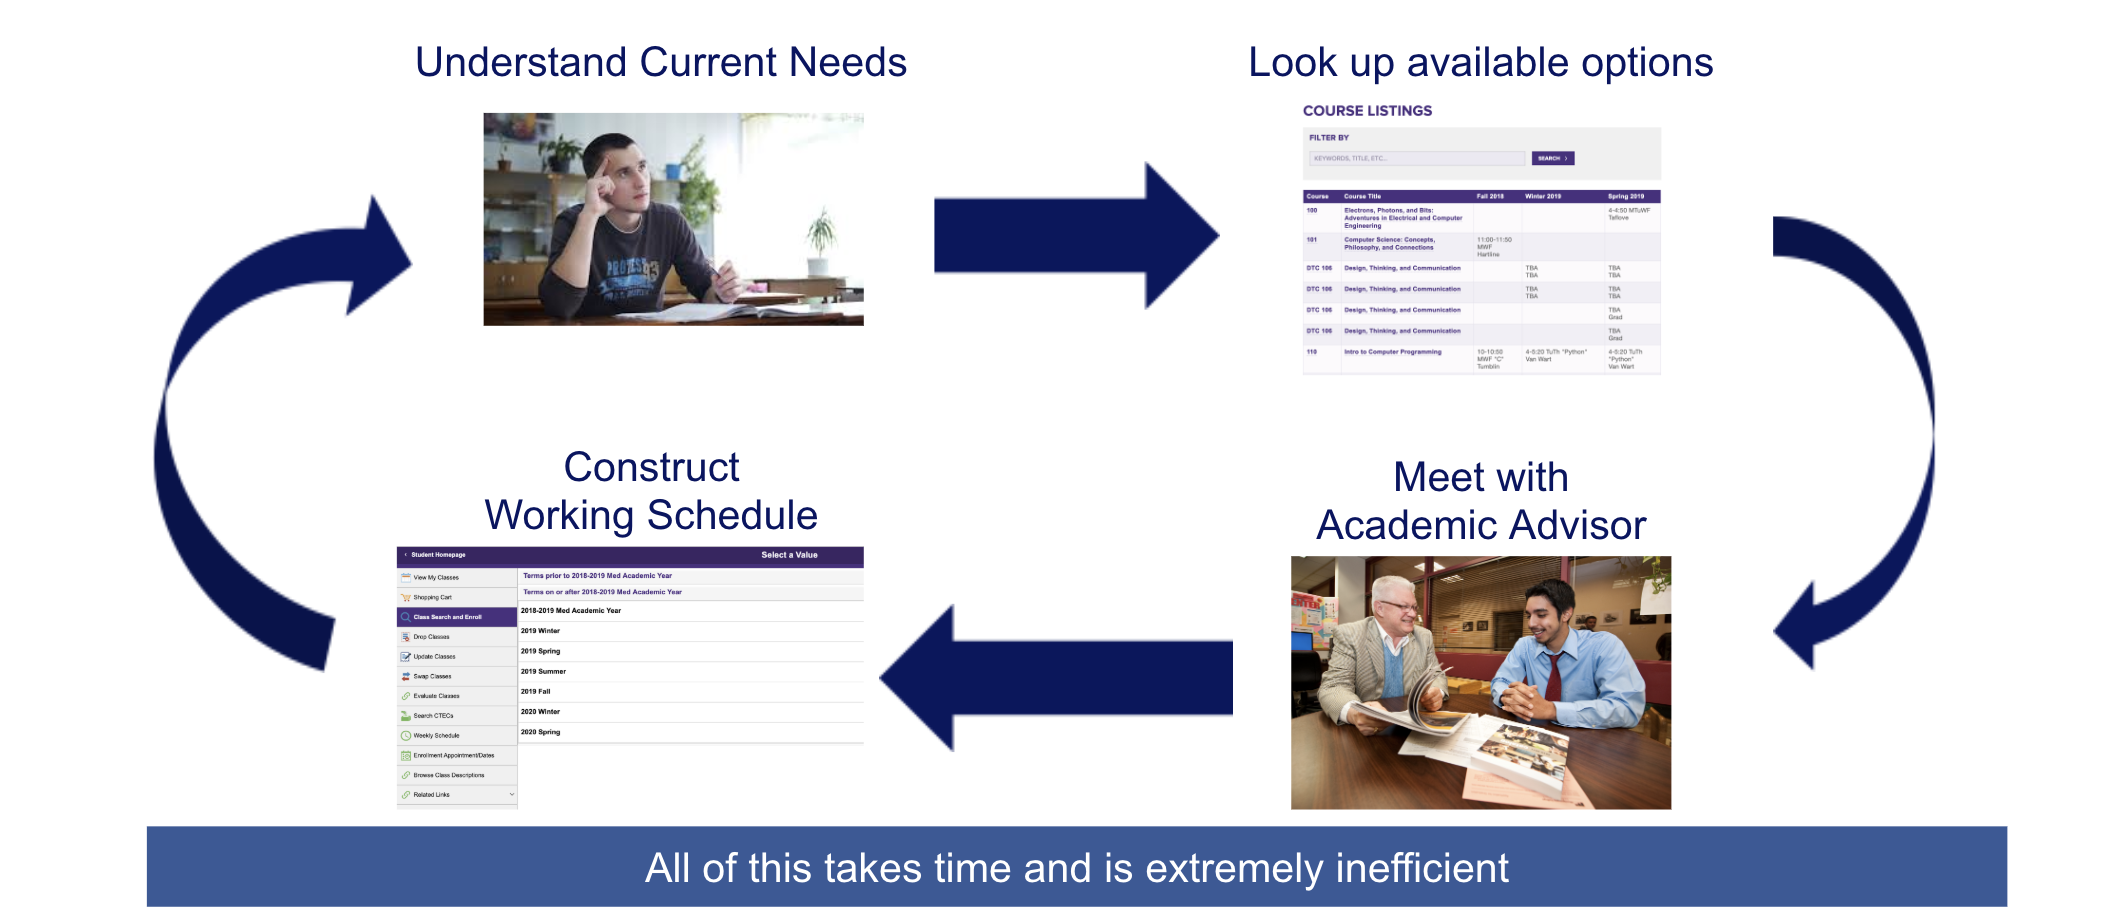 Understand Current Needs
Look up available options
COURSE LISTINGS
FILTER BY
KEYWORDS, TITLE, ETC...
SEARCH >
Course Course Title Fall 2018 Winter 2019 Spring 2019
100 Electrons, Photons, and Bits: 4-4:50 MTuWF
Adventures in Electrical and Computer Taflove
Engineering
101 Computer Science: Concepts, 11:00-11:50
Philosophy, and Connections MWF
Hartline
DTC 106 Design, Thinking, and Communication TBA TBA
TBA TBA
DTC 106 Design, Thinking, and Communication TBA TBA
TBA TBA
DTC 106 Design, Thinking, and Communication TBA
Grad
DTC 106 Design, Thinking, and Communication TBA
Grad
110 Intro to Computer Programming 10-10:50 4-5:20 TuTh "Python" 4-5:20 TuTh
MWF "C" Van Wart "Python"
Tumblin Van Wart
Construct
Working Schedule
Student Homepage Select a Value
View My Classes
Shopping Cart
Class Search and Enroll
Drop Classes
Update Classes
Swap Classes
Evaluate Classes
Search CTECs
Weekly Schedule
Enrollment Appointment/Dates
Browse Class Descriptions
Related Links
Terms prior to 2018-2019 Med Academic Year
Terms on or after 2018-2019 Med Academic Year
2018-2019 Med Academic Year
2019 Winter
2019 Spring
2019 Summer
2019 Fall
2020 Winter
2020 Spring
Meet with
Academic Advisor
All of this takes time and is extremely inefficient